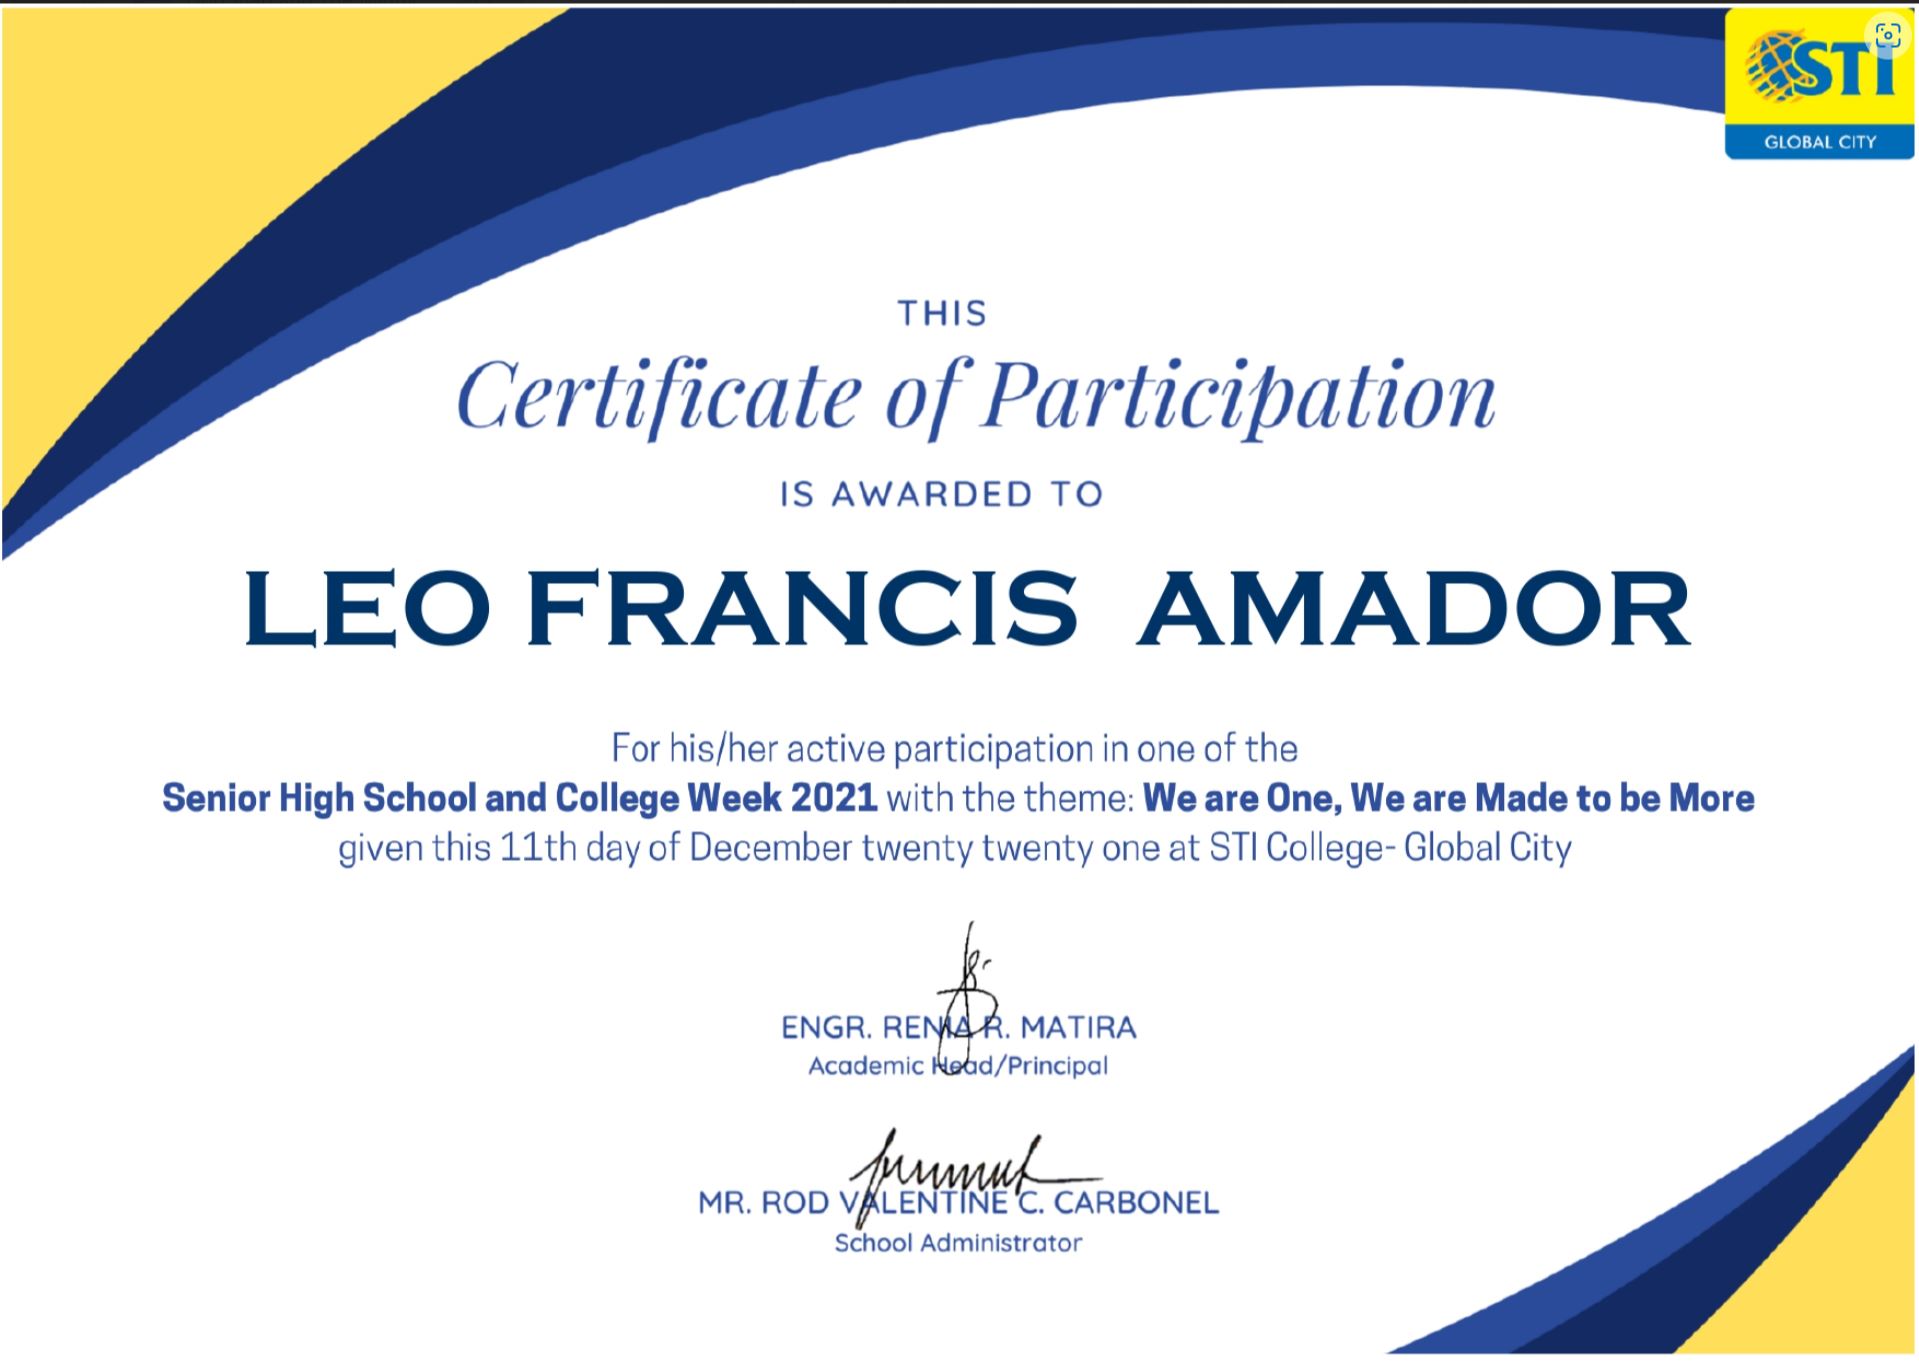 STI
GLOBAL CITY
THIS
Certificate of Participation
IS AWARDED TO
LEO FRANCIS AMADOR
For his/her active participation in one of the
Senior High School and College Week 2021 with the theme: We are One, We are Made to be More
given this 11th day of December twenty twenty one at STI College- Global City
ENGR. RENIA R. MATIRA
Academic Head/Principal
MR. ROD VALENTINE C. CARBONEL
School Administrator